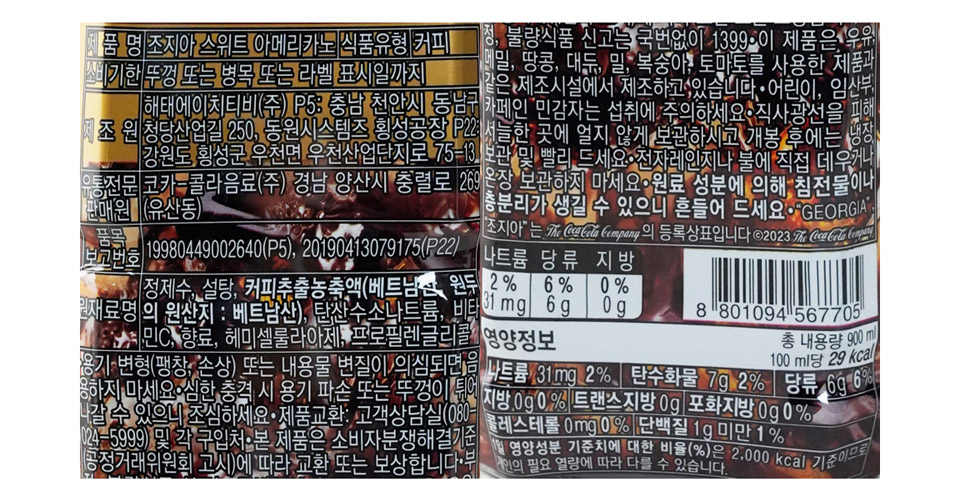 제품명 조지아 스위트 아메리카노 식품유형 커피
소비기한 뚜껑 또는 병목 또는 라벨 표시일까지
제조원 해태에이치티비(주) P5: 충남 천안시 동남구
청당산업길 250, 동원시스템즈 횡성공장 P22:
강원도 횡성군 우천면 우천산업단지로 75-13
유통전문판매원 코카-콜라음료(주) 경남 양산시 충렬로 269
(유산동)
품목보고번호 19980449002640(P5), 20190413079175(P22)
원재료명 정제수, 설탕, 커피추출농축액(베트남산, 원두
의 원산지 : 베트남산), 탄산수소나트륨, 비타
민C, 향료, 헤미셀룰라아제, 프로필렌글리콜
용기 변형(팽창, 손상) 또는 내용물 변질이 의심되면 음
용하지 마세요•심한 충격 시 용기 파손 또는 뚜껑이 튀어
나갈 수 있으니 조심하세요•제품교환: 고객상담실(080-
024-5999) 및 각 구입처•본 제품은 소비자분쟁해결기준
(공정거래위원회 고시)에 따라 교환 또는 보상합니다•부
정, 불량식품 신고는 국번없이 1399•이 제품은 우유,
메밀, 땅콩, 대두, 밀, 복숭아, 토마토를 사용한 제품과
같은 제조시설에서 제조하고 있습니다•어린이, 임산부,
카페인 민감자는 섭취에 주의하세요•직사광선을 피해
서늘한 곳에 얼지 않게 보관하시고 개봉 후에는 냉장
보관 및 빨리 드세요•전자레인지나 불에 직접 데우거나
온장 보관하지 마세요•원료 성분에 의해 침전물이나
층분리가 생길 수 있으니 흔들어 드세요•"GEORGIA",
조지아"는 The Coca-Cola Company 의 등록상표입니다 ©2023 The Coca-Cola Company
나트륨 당류 지방
2% 6% 0%
31 mg 6g 0g
8 801094 567705
영양정보 총 내용량 900 ml
100 ml당 29 kcal
나트륨 31mg 2% 탄수화물 7g 2% 당류 6g 6%
지방 0g 0% 트랜스지방 0g 포화지방 0g 0%
콜레스테롤 0mg 0% 단백질 1g 미만 1%
1일 영양성분 기준치에 대한 비율(%)은 2,000 kcal 기준이므로
개인의 필요 열량에 따라 다를 수 있습니다.